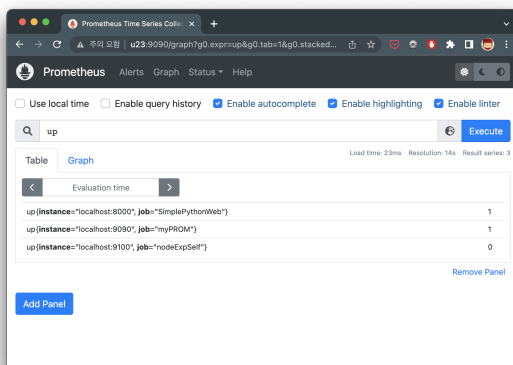 Prometheus Time Series Collec
주의 요함 | u23:9090/graph?g0.expr=up&g0.tab=1&g0.stacked...
Prometheus Alerts Graph Status Help
Use local time Enable query history Enable autocomplete Enable highlighting Enable linter
up Execute
Table Graph Load time: 23ms Resolution: 14s Result series: 3
Evaluation time
up{instance="localhost:8000", job="SimplePythonWeb"} 1
up{instance="localhost:9090", job="myPROM"} 1
up{instance="localhost:9100", job="nodeExpSelf"} 0
Remove Panel
Add Panel